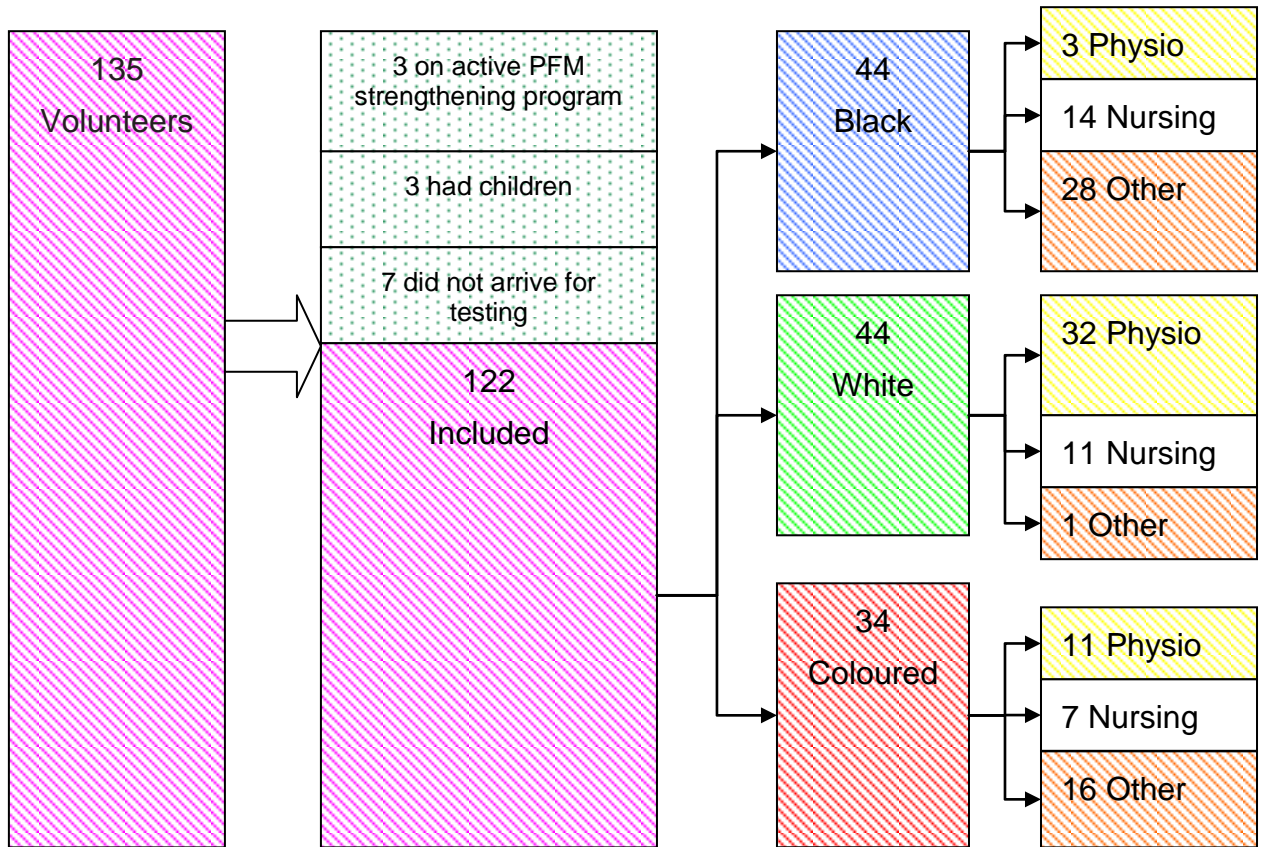 135
Volunteers
3 on active PFM
strengthening program
3 had children
7 did not arrive for
testing
122
Included
44
Black
3 Physio
14 Nursing
28 Other
44
White
32 Physio
11 Nursing
1 Other
34
Coloured
11 Physio
7 Nursing
16 Other